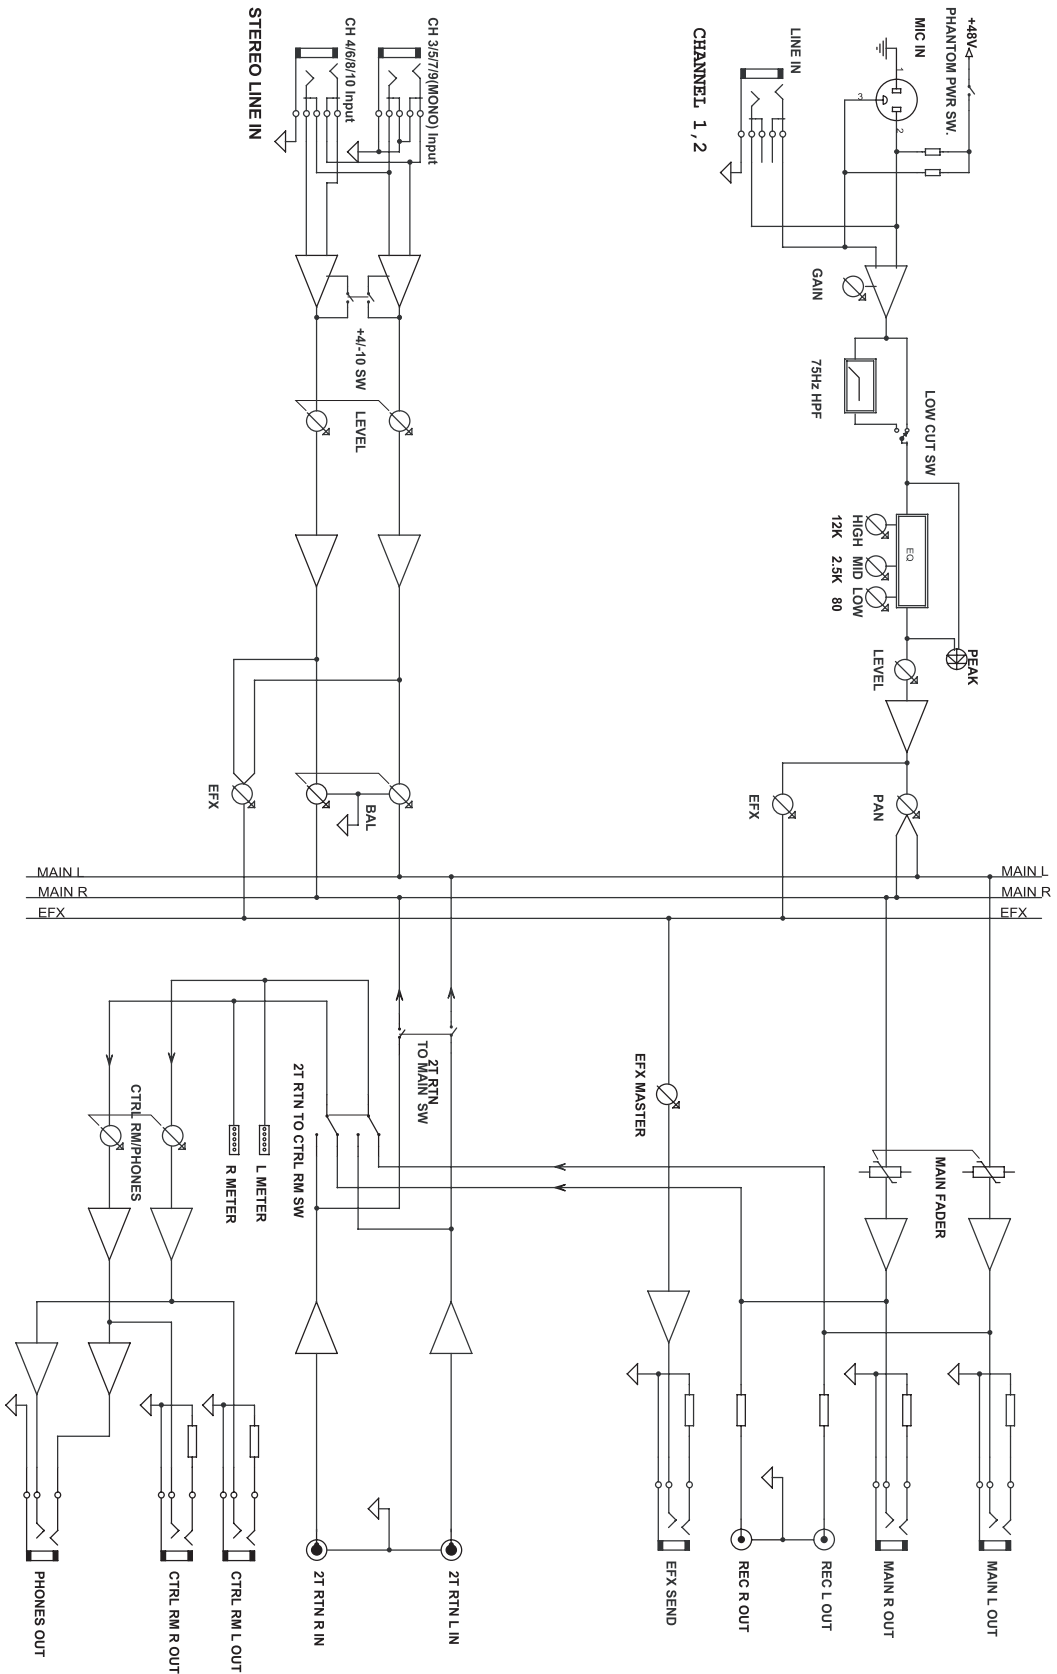 CHANNEL 1,2
+48V
PHANTOM PWR SW.
MIC IN
1
2
3
LINE IN
GAIN
75Hz HPF
LOW CUT SW
EQ
HIGH MID LOW
12K 2.5K 80
PEAK
LEVEL
PAN
EFX
STEREO LINE IN
CH 3/5/7/9(MONO) Input
CH 4/6/8/10 Input
+4/-10 SW
LEVEL
BAL
EFX
MAIN L
MAIN R
EFX
MAIN L
MAIN R
EFX
MAIN FADER
EFX MASTER
2T RTN
TO MAIN SW
2T RTN TO CTRL RM SW
L METER
R METER
CTRL RM/PHONES
MAIN L OUT
MAIN R OUT
REC L OUT
REC R OUT
EFX SEND
2T RTN L IN
2T RTN R IN
CTRL RM L OUT
CTRL RM R OUT
PHONES OUT